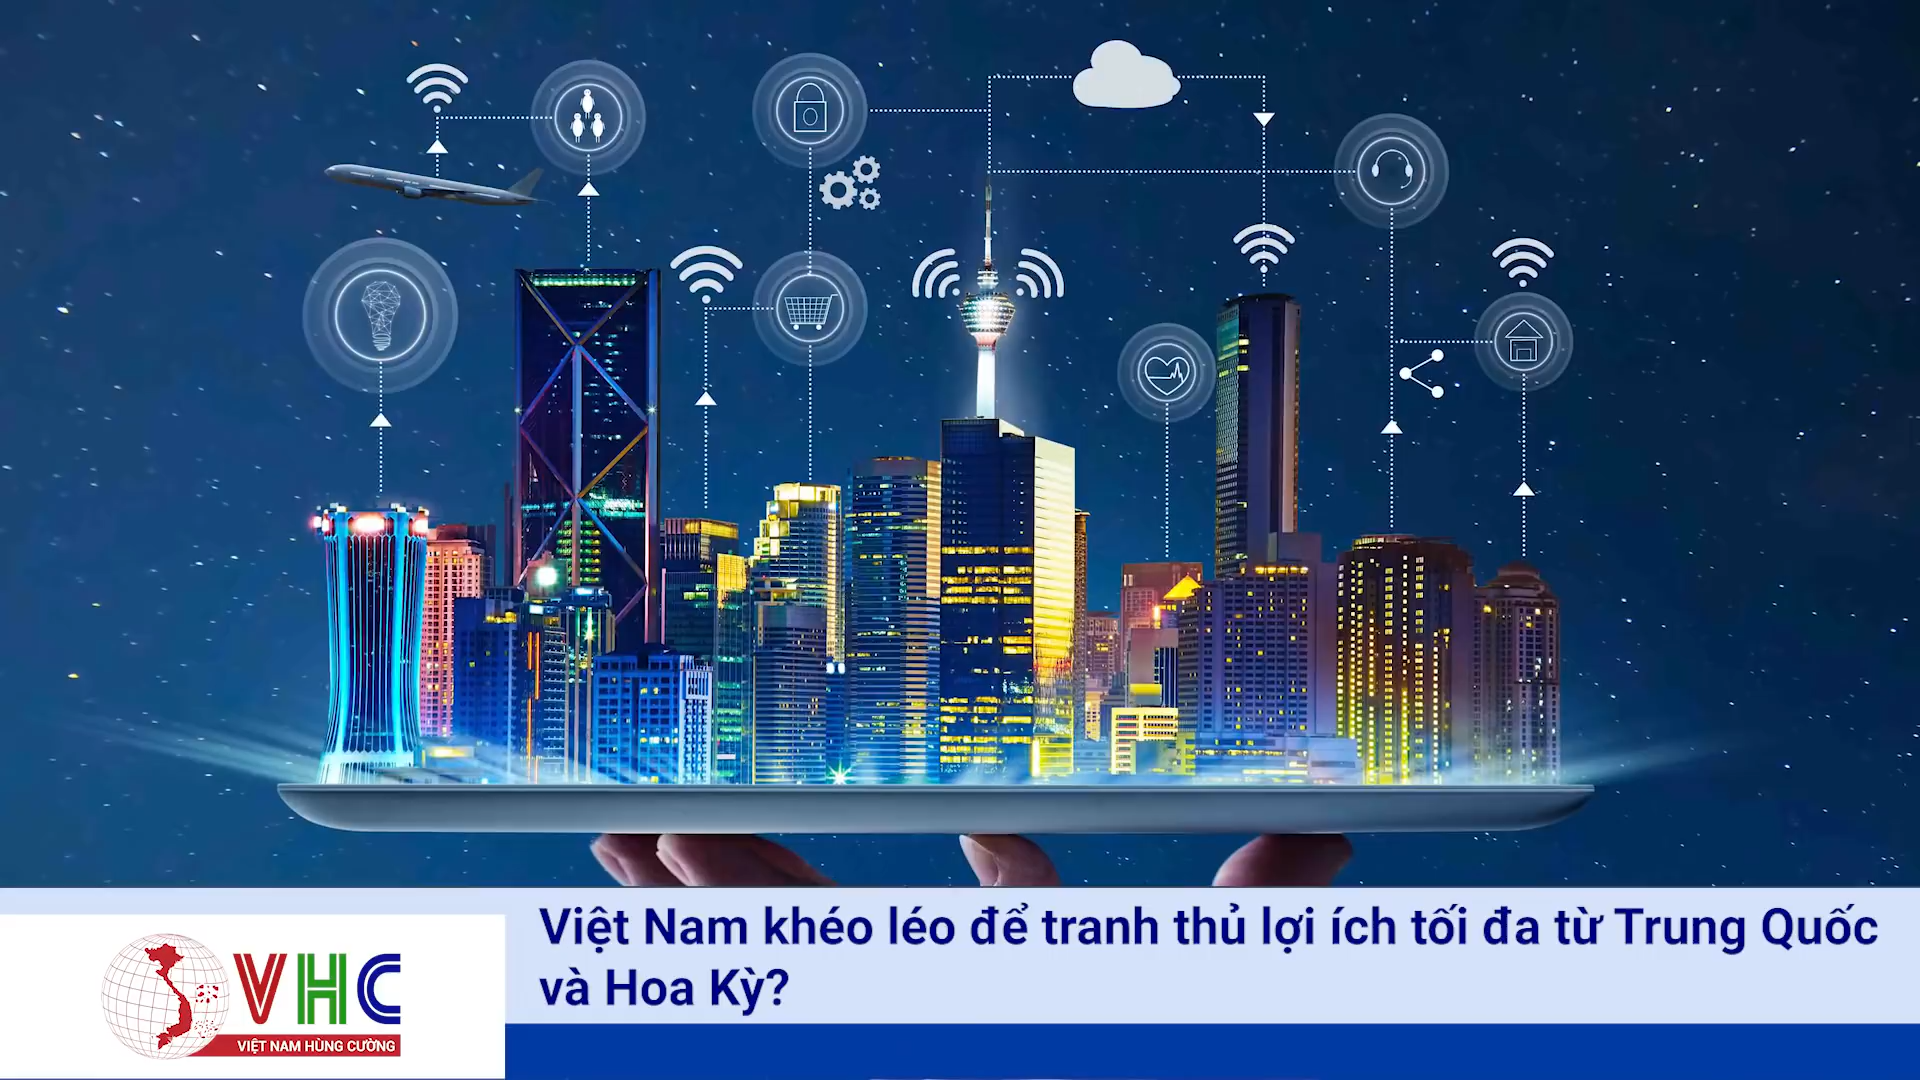 Việt Nam khéo léo để tranh thủ lợi ích tối đa từ Trung Quốc
và Hoa Kỳ?
VHC
VIỆT NAM HÙNG CƯỜNG